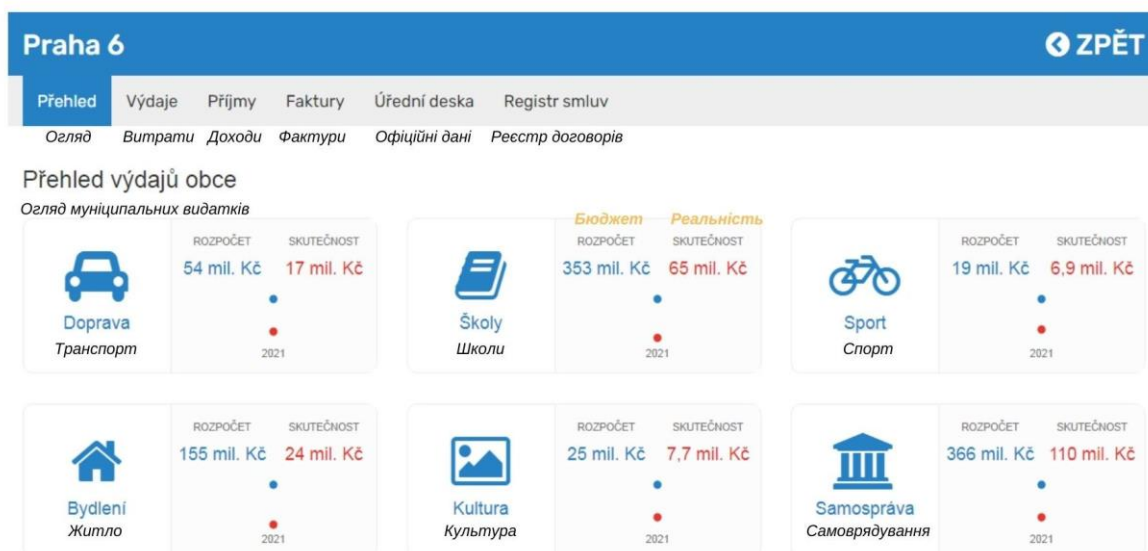 Praha 6
ZPĚT
Přehled Výdaje Příjmy Faktury Úřední deska Registr smluv
Огляд Витрати Доходи Фактури Офіційні дані Реєстр договорів
Přehled výdajů obce
Огляд муніципальних видатків
Бюджет Реальність
ROZPOČET SKUTEČNOST
54 mil. Kč 17 mil. Kč
Doprava
Транспорт
2021
ROZPOČET SKUTEČNOST
353 mil. Kč 65 mil. Kč
Školy
Школи
2021
ROZPOČET SKUTEČNOST
19 mil. Kč 6,9 mil. Kč
Sport
Спорт
2021
ROZPOČET SKUTEČNOST
155 mil. Kč 24 mil. Kč
Bydlení
Житло
2021
ROZPOČET SKUTEČNOST
25 mil. Kč 7,7 mil. Kč
Kultura
Культура
2021
ROZPOČET SKUTEČNOST
366 mil. Kč 110 mil. Kč
Samospráva
Самоврядування
2021